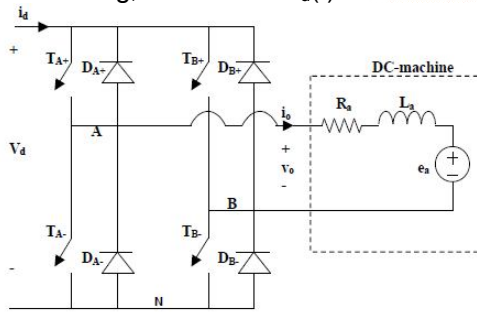 i_d
T_A+ D_A+ T_B+ D_B+
DC-machine
+
i_o R_a L_a
A
V_d
+
v_o
-
e_a
B
T_A- D_A- T_B- D_B-
-
N